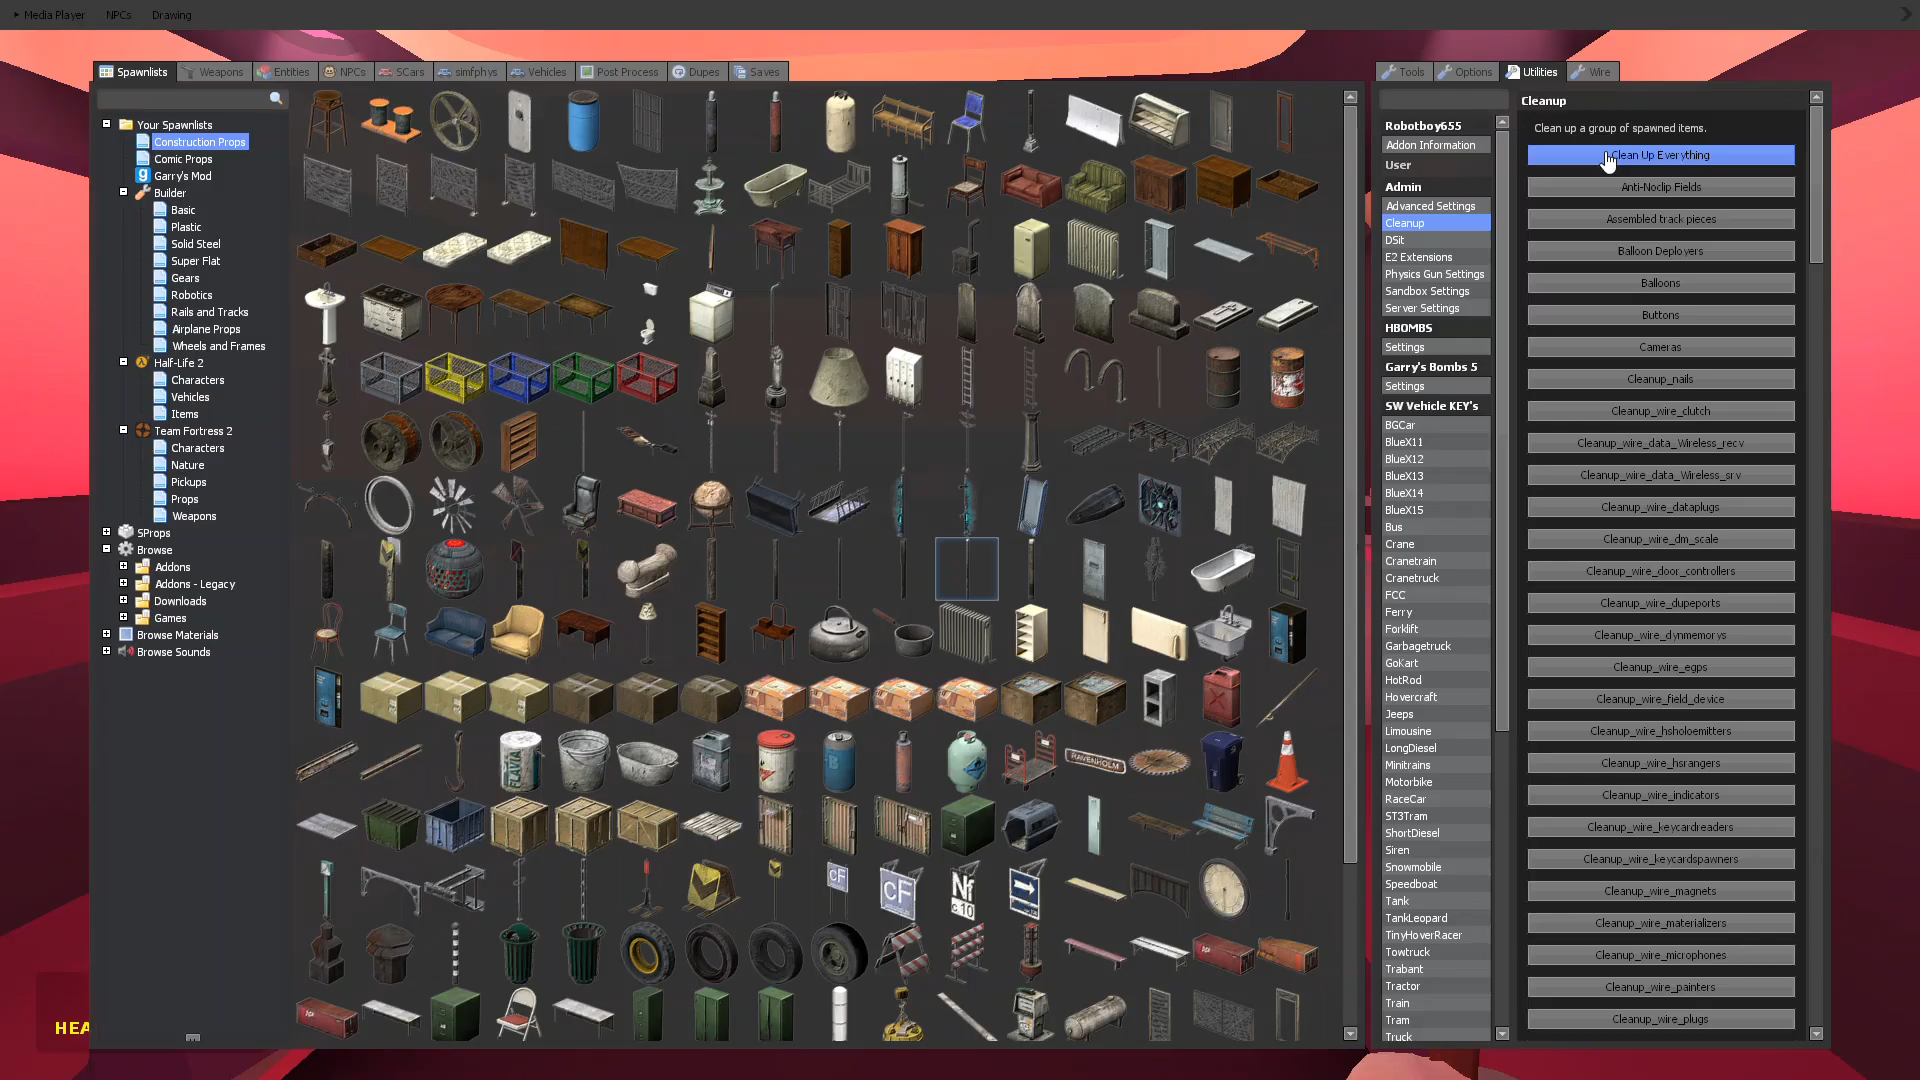 Media Player NPCs Drawing
Spawnlists Weapons Entities NPCs SCars simfphys Vehicles Post Process Dupes Saves
Your Spawnlists
Construction Props
Comic Props
Garry's Mod
Builder
Basic
Plastic
Solid Steel
Super Flat
Gears
Robotics
Rails and Tracks
Airplane Props
Wheels and Frames
Half-Life 2
Characters
Vehicles
Items
Team Fortress 2
Characters
Nature
Pickups
Props
Weapons
SProps
Browse
Addons
Addons - Legacy
Downloads
Games
Browse Materials
Browse Sounds
HEA
RAVENHOLM
cF
cF
Nf
c 10
Tools Options Utilities Wire
Robotboy655
Addon Information
User
Admin
Advanced Settings
Cleanup
DSit
E2 Extensions
Physics Gun Settings
Sandbox Settings
Server Settings
HBOMBS
Settings
Garry's Bombs 5
Settings
SW Vehicle KEY's
BGCar
BlueX11
BlueX12
BlueX13
BlueX14
BlueX15
Bus
Crane
Cranetrain
Cranetruck
FCC
Ferry
Forklift
Garbagetruck
GoKart
HotRod
Hovercraft
Jeeps
Limousine
LongDiesel
Minitrains
Motorbike
RaceCar
ST3Tram
ShortDiesel
Siren
Snowmobile
Speedboat
Tank
TankLeopard
TinyHoverRacer
Towtruck
Trabant
Tractor
Train
Tram
Truck
Cleanup
Clean up a group of spawned items.
Clean Up Everything
Anti-Noclip Fields
Assembled track pieces
Balloon Deployers
Balloons
Buttons
Cameras
Cleanup_nails
Cleanup_wire_clutch
Cleanup_wire_data_Wireless_recv
Cleanup_wire_data_Wireless_srv
Cleanup_wire_dataplugs
Cleanup_wire_dm_scale
Cleanup_wire_door_controllers
Cleanup_wire_dupeports
Cleanup_wire_dynmemorys
Cleanup_wire_egps
Cleanup_wire_field_device
Cleanup_wire_hsholoemitters
Cleanup_wire_hsrangers
Cleanup_wire_indicators
Cleanup_wire_keycardreaders
Cleanup_wire_keycardspawners
Cleanup_wire_magnets
Cleanup_wire_materializers
Cleanup_wire_microphones
Cleanup_wire_painters
Cleanup_wire_plugs